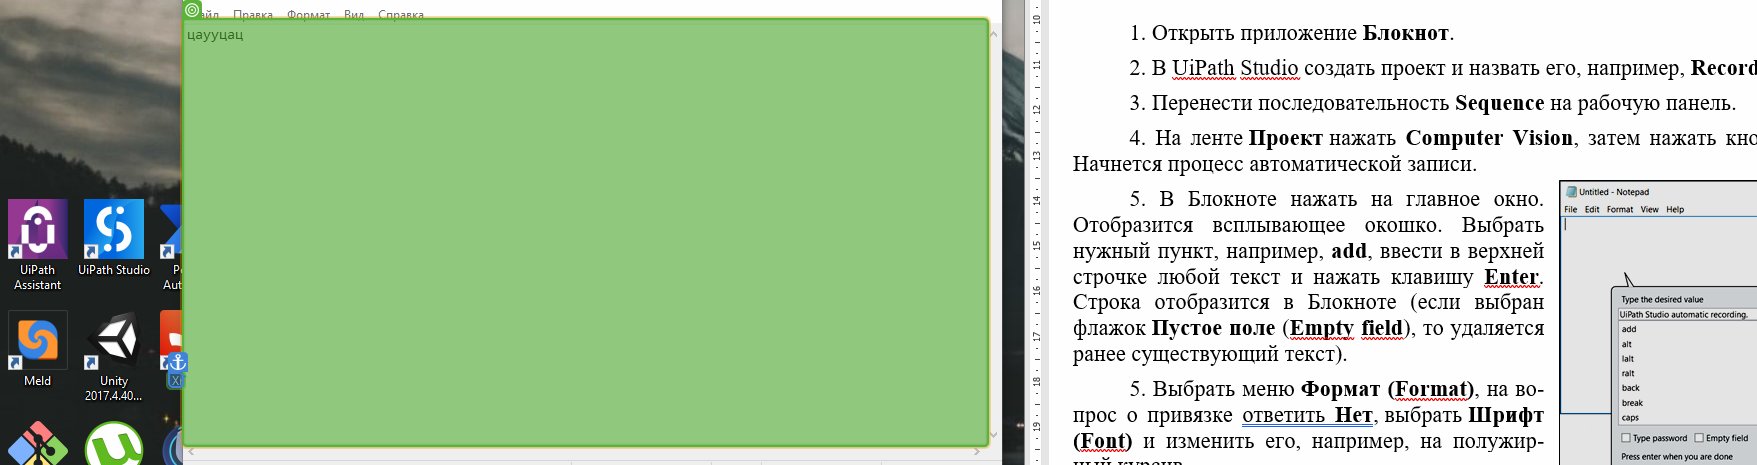 айл Правка Формат Вид Справка
цаууцац
UiPath Assistant
UiPath Studio
Meld
Unity 2017.4.40...
10
11
12
13
14
15
16
17
18
19
1. Открыть приложение Блокнот.
2. В UiPath Studio создать проект и назвать его, например, Record
3. Перенести последовательность Sequence на рабочую панель.
4. На ленте Проект нажать Computer Vision, затем нажать кно
Начнется процесс автоматической записи.
5. В Блокноте нажать на главное окно.
Отобразится всплывающее окошко. Выбрать
нужный пункт, например, add, ввести в верхней
строчке любой текст и нажать клавишу Enter.
Строка отобразится в Блокноте (если выбран
флажок Пустое поле (Empty field), то удаляется
ранее существующий текст).
5. Выбрать меню Формат (Format), на во-
прос о привязке ответить Нет, выбрать Шрифт
(Font) и изменить его, например, на полужир-
ный курсив
Untitled - Notepad
File Edit Format View Help
Type the desired value
UiPath Studio automatic recording.
add
alt
lalt
ralt
back
break
caps
Type password Empty field
Press enter when you are done